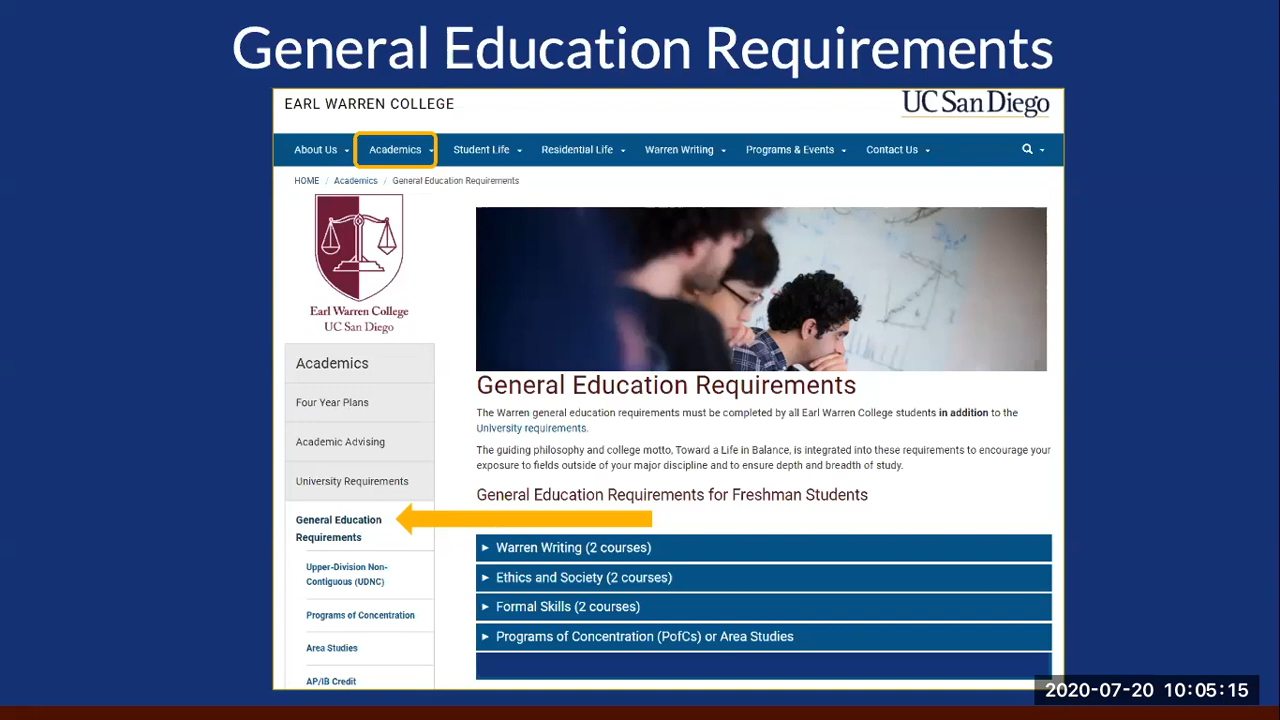 General Education Requirements
EARL WARREN COLLEGE
UC San Diego
About Us Academics Student Life Residential Life Warren Writing Programs & Events Contact Us
HOME / Academics / General Education Requirements
Earl Warren College
UC San Diego
Academics
Four Year Plans
Academic Advising
University Requirements
General Education
Requirements
Upper-Division Non-
Contiguous (UDNC)
Programs of Concentration
Area Studies
AP/IB Credit
General Education Requirements
The Warren general education requirements must be completed by all Earl Warren College students in addition to the
University requirements.
The guiding philosophy and college motto, Toward a Life in Balance, is integrated into these requirements to encourage your
exposure to fields outside of your major discipline and to ensure depth and breadth of study.
General Education Requirements for Freshman Students
Warren Writing (2 courses)
Ethics and Society (2 courses)
Formal Skills (2 courses)
Programs of Concentration (PofCs) or Area Studies
2020-07-20 10:05:15